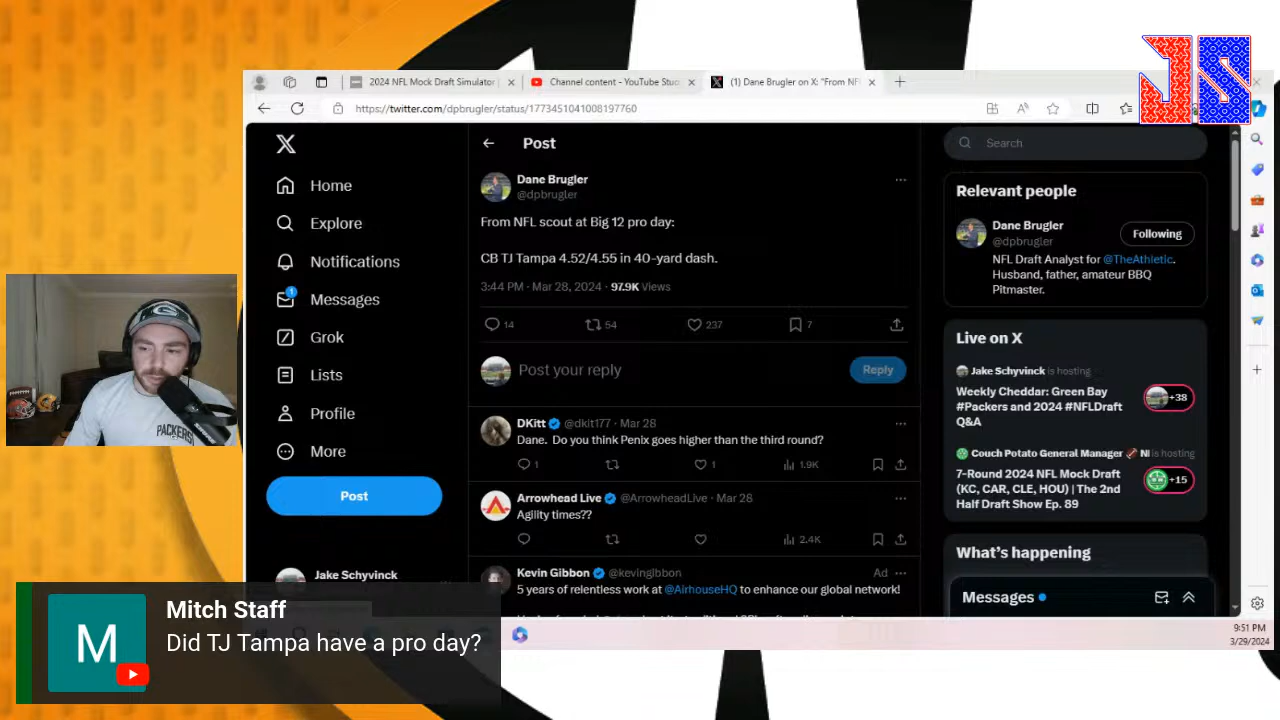 JS
2024 NFL Mock Draft Simulator
Channel content - YouTube Stu
(1) Dane Brugler on X: "From NF
https://twitter.com/dpbrugler/status/1773451041008197760
Home
Explore
Notifications
1
Messages
Grok
Lists
Profile
More
Post
Jake Schyvinck
Post
Dane Brugler
@dpbrugler
From NFL scout at Big 12 pro day:
CB TJ Tampa 4.52/4.55 in 40-yard dash.
3:44 PM · Mar 28, 2024 · 97.9K Views
14 54 237 7
Post your reply
Reply
DKitt @dkit177 · Mar 28
Dane. Do you think Penix goes higher than the third round?
1 1 1.9K
Arrowhead Live @ArrowheadLive · Mar 28
Agility times??
2.4K
Kevin Gibbon @kevingibbon Ad
5 years of relentless work at @AirhouseHQ to enhance our global network!
Search
Relevant people
Dane Brugler
@dpbrugler
Following
NFL Draft Analyst for @TheAthletic.
Husband, father, amateur BBQ
Pitmaster.
Live on X
Jake Schyvinck is hosting
Weekly Cheddar: Green Bay
#Packers and 2024 #NFLDraft
Q&A
+38
Couch Potato General Manager NI is hosting
7-Round 2024 NFL Mock Draft
(KC, CAR, CLE, HOU) | The 2nd
Half Draft Show Ep. 89
+15
What's happening
Messages
9:51 PM
3/29/2024
PACKERS
M
Mitch Staff
Did TJ Tampa have a pro day?